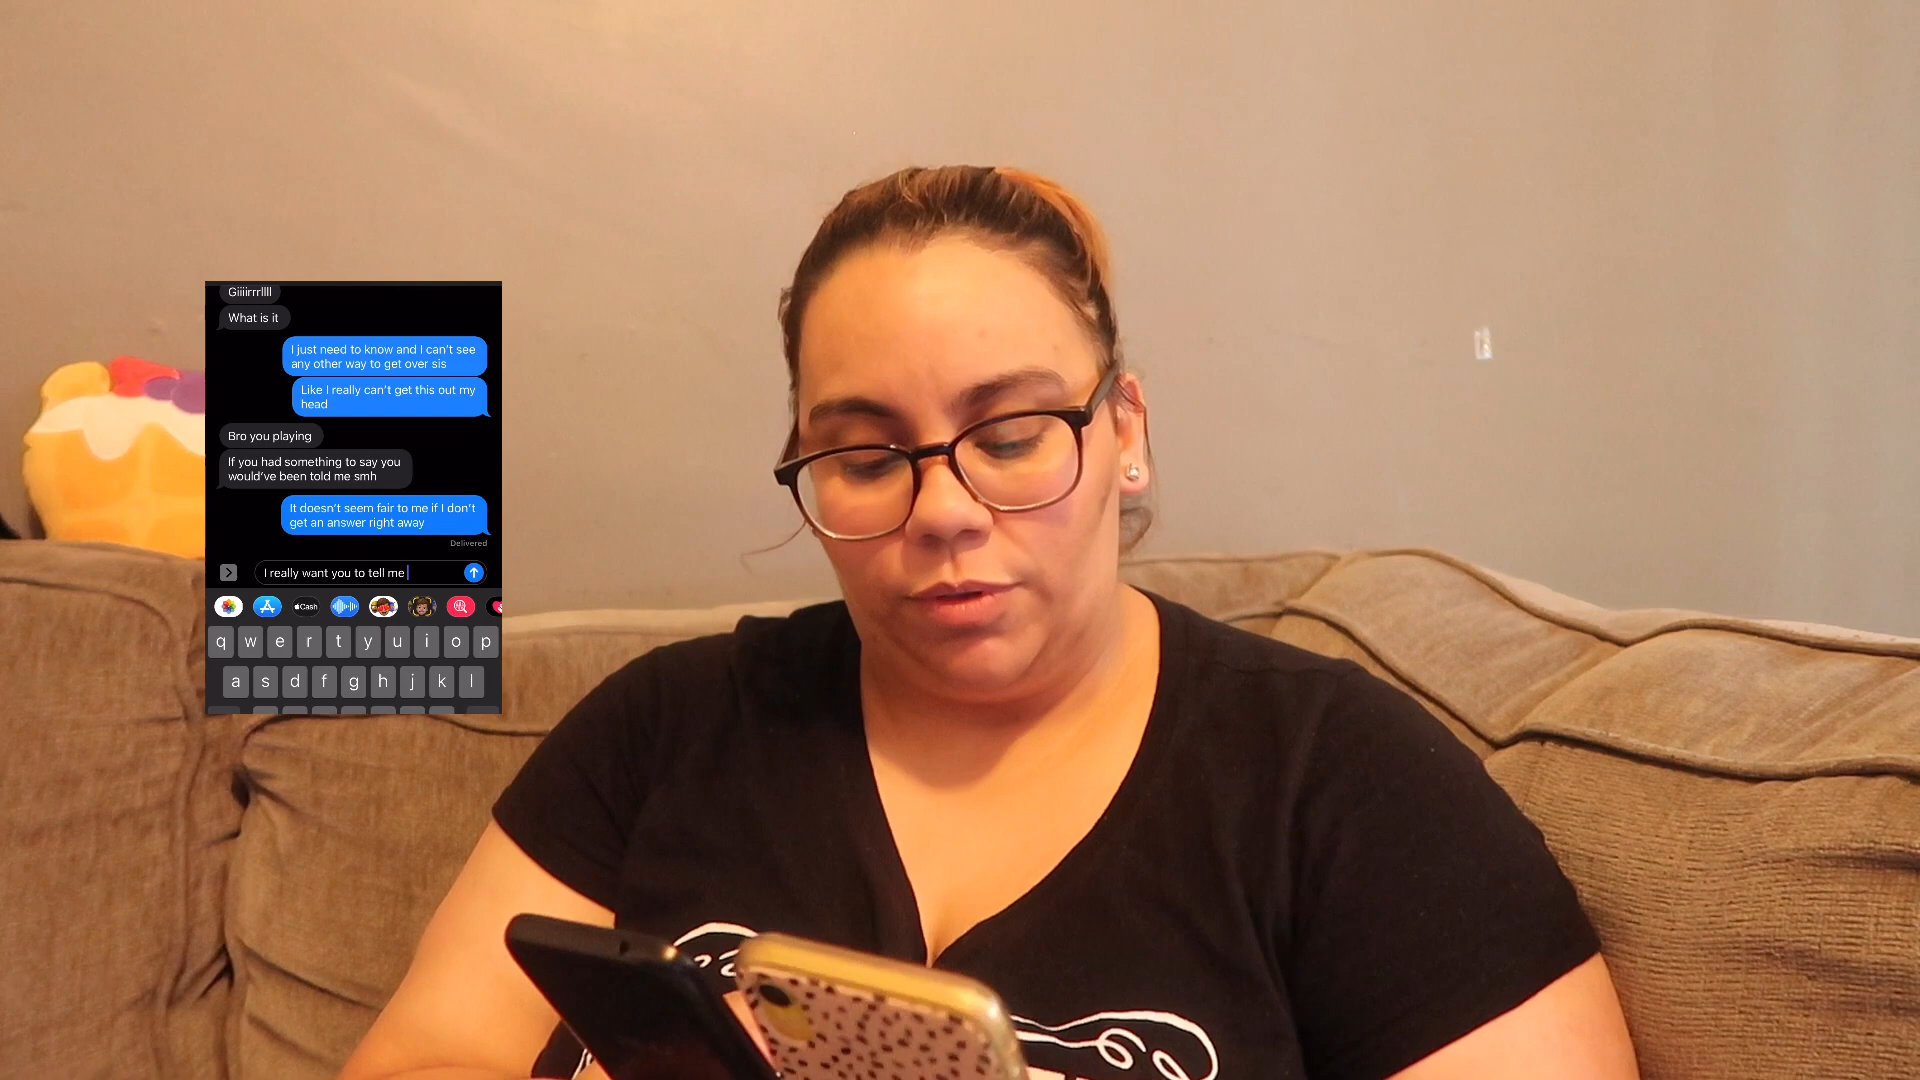 Giiiirrrllll
What is it
I just need to know and I can't see
any other way to get over sis
Like I really can't get this out my
head
Bro you playing
If you had something to say you
would've been told me smh
It doesn't seem fair to me if I don't
get an answer right away
Delivered
I really want you to tell me
Cash
q w e r t y u i o p
a s d f g h j k l